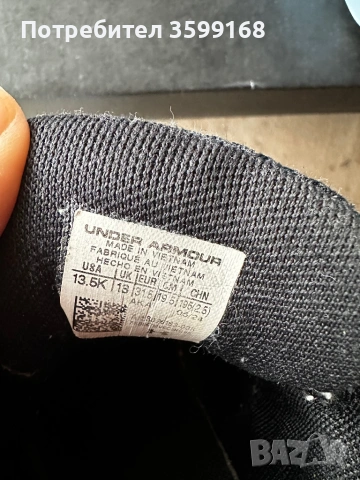 Потребител 3599168
UNDER ARMOUR
MADE IN VIETNAM
FABRIQUE AU VIETNAM
HECHO EN VIETNAM
USA UK EUR CM CHN
13.5K 13 31.5 19.5 195/2.5
BAZAR
bg